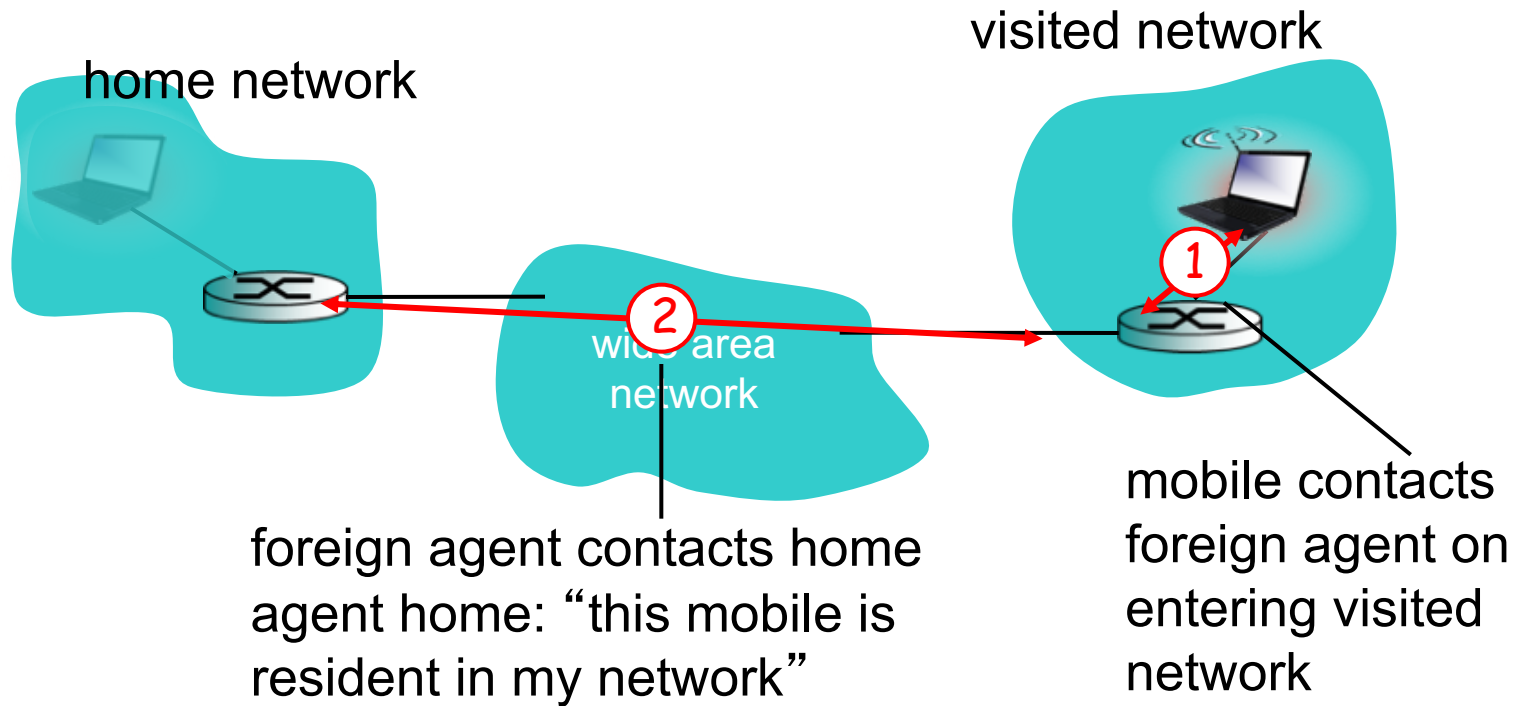 visited network
home network
1
2
wide area
network
foreign agent contacts home
agent home: “this mobile is
resident in my network”
mobile contacts
foreign agent on
entering visited
network